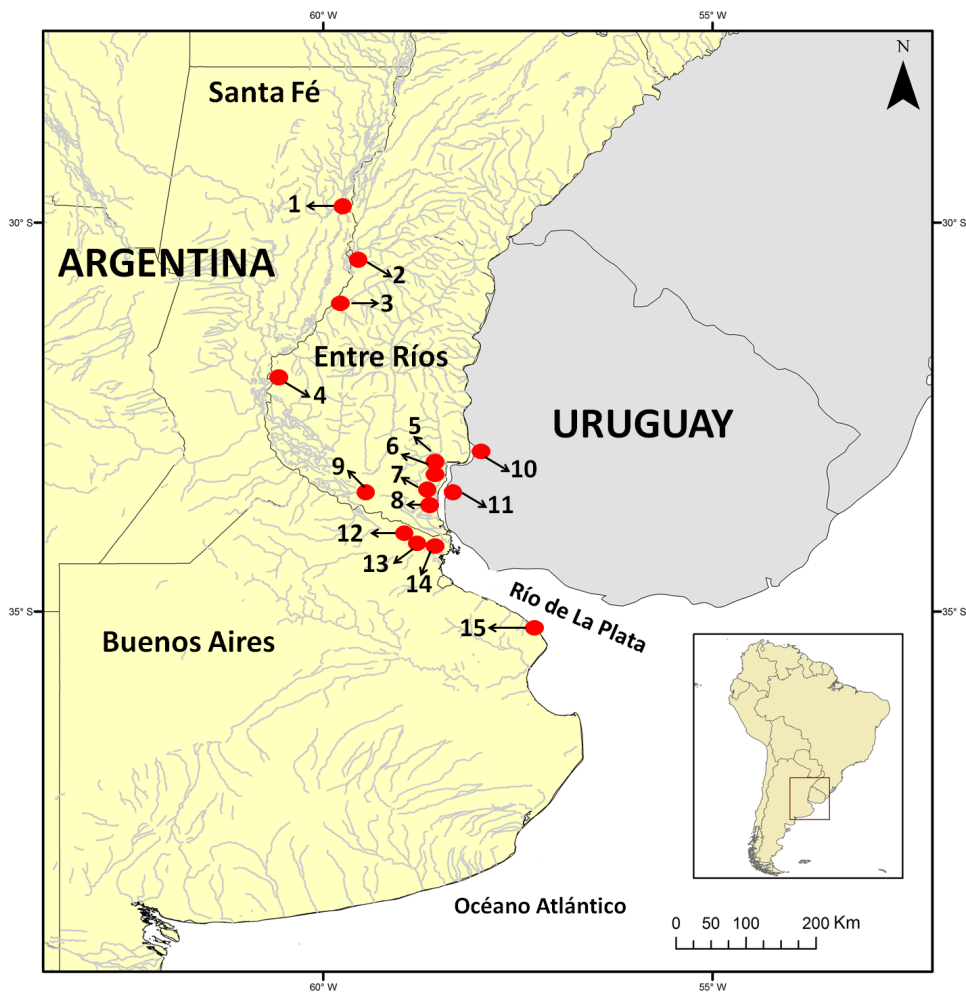 60° W
55° W
N
Santa Fé
1
30° S
30° S
ARGENTINA
2
3
Entre Ríos
4
URUGUAY
5
6
10
9
7
8
11
12
13
14
Río de La Plata
35° S
35° S
15
Buenos Aires
Océano Atlántico
0 50 100 200 Km
60° W
55° W